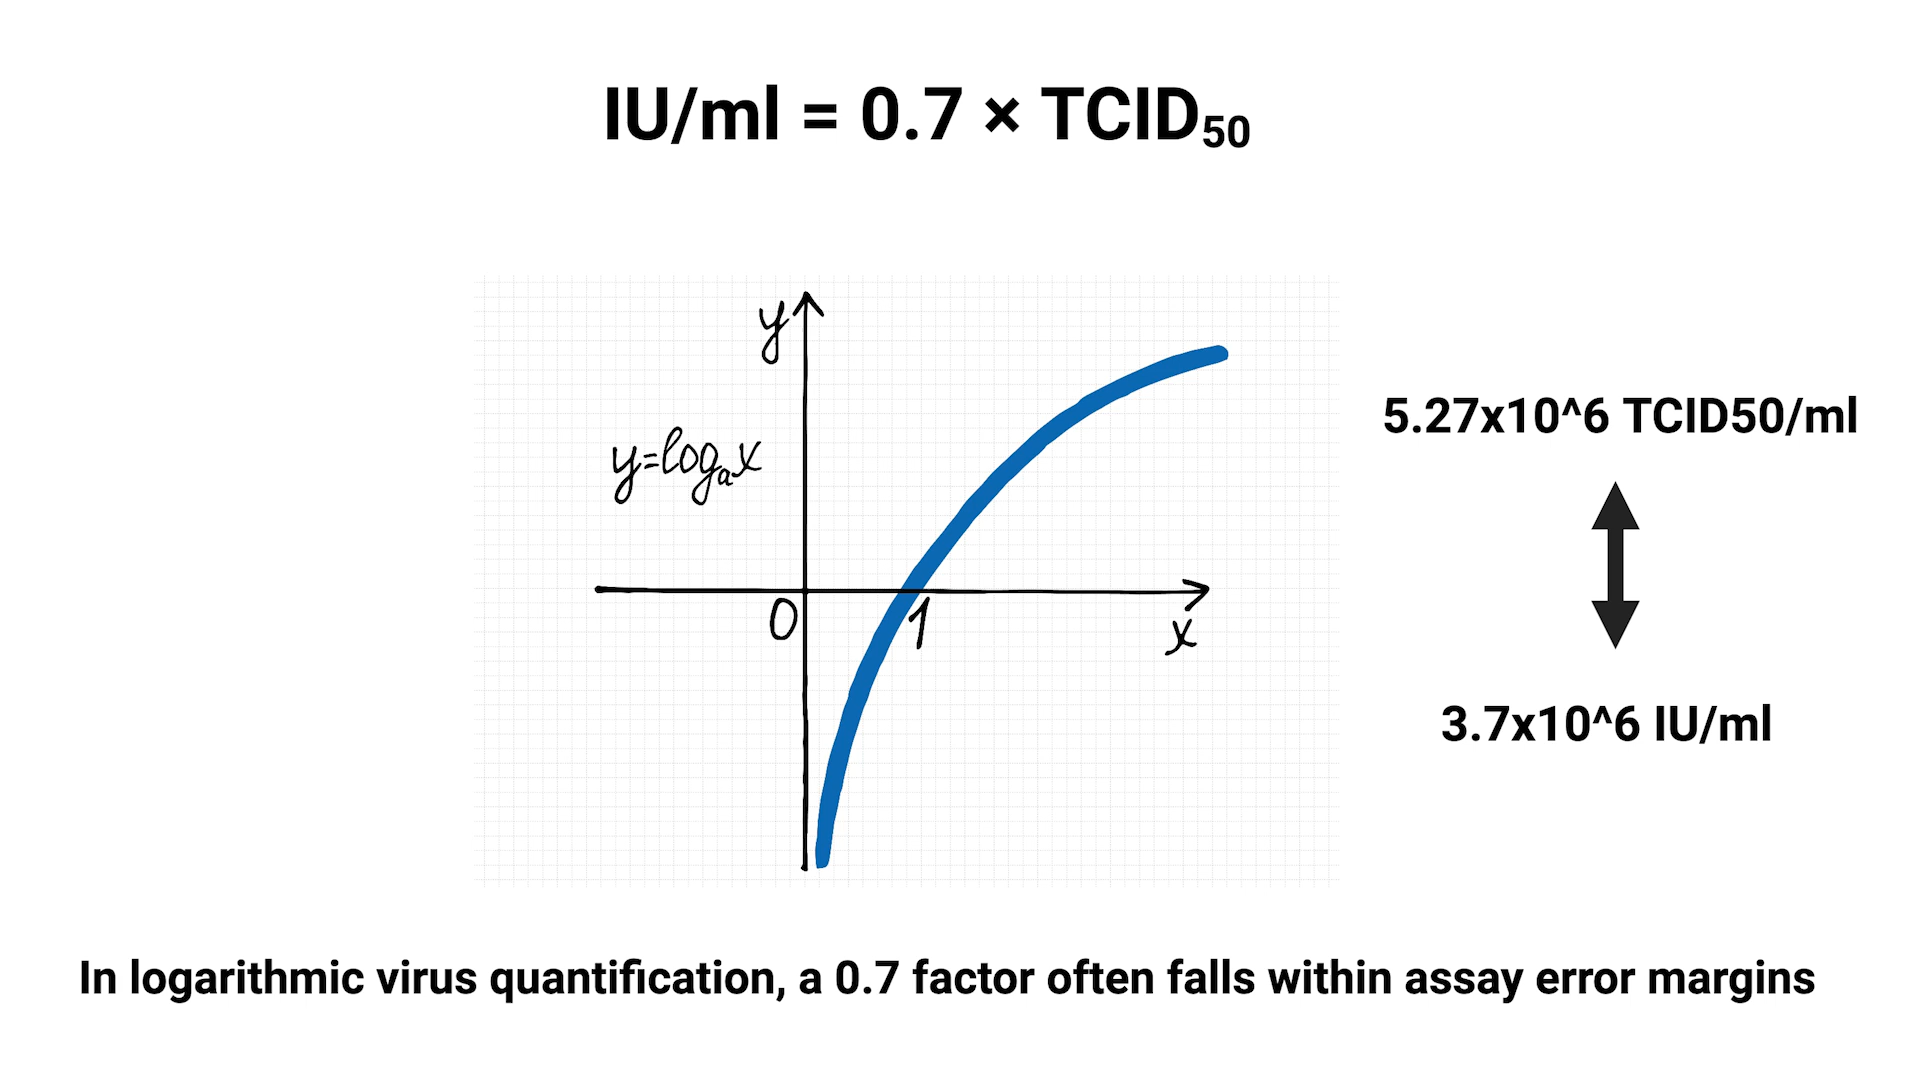 IU/ml = 0.7 × TCID₅₀
y
y=logₐx
0
1
x
5.27x10^6 TCID50/ml
3.7x10^6 IU/ml
In logarithmic virus quantification, a 0.7 factor often falls within assay error margins